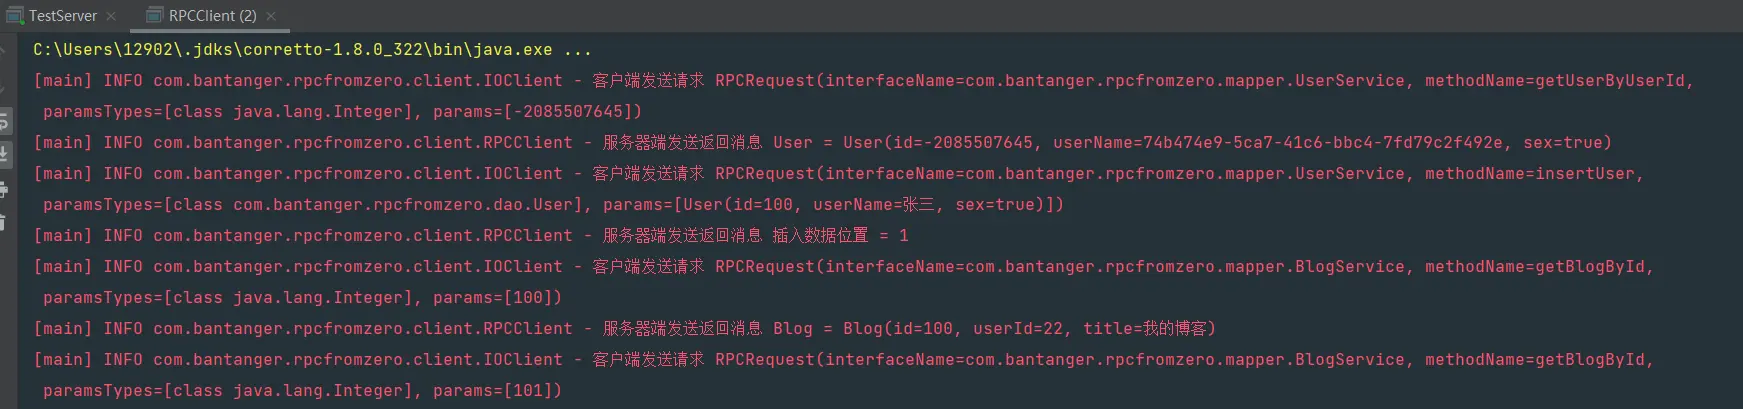 TestServer
RPCClient (2)
C:\Users\12902\.jdks\corretto-1.8.0_322\bin\java.exe ...
[main] INFO com.bantanger.rpcfromzero.client.IOClient - 客户端发送请求 RPCRequest(interfaceName=com.bantanger.rpcfromzero.mapper.UserService, methodName=getUserByUserId,
paramsTypes=[class java.lang.Integer], params=[-2085507645])
[main] INFO com.bantanger.rpcfromzero.client.RPCClient - 服务器端发送返回消息 User = User(id=-2085507645, userName=74b474e9-5ca7-41c6-bbc4-7fd79c2f492e, sex=true)
[main] INFO com.bantanger.rpcfromzero.client.IOClient - 客户端发送请求 RPCRequest(interfaceName=com.bantanger.rpcfromzero.mapper.UserService, methodName=insertUser,
paramsTypes=[class com.bantanger.rpcfromzero.dao.User], params=[User(id=100, userName=张三, sex=true)])
[main] INFO com.bantanger.rpcfromzero.client.RPCClient - 服务器端发送返回消息 插入数据位置 = 1
[main] INFO com.bantanger.rpcfromzero.client.IOClient - 客户端发送请求 RPCRequest(interfaceName=com.bantanger.rpcfromzero.mapper.BlogService, methodName=getBlogById,
paramsTypes=[class java.lang.Integer], params=[100])
[main] INFO com.bantanger.rpcfromzero.client.RPCClient - 服务器端发送返回消息 Blog = Blog(id=100, userId=22, title=我的博客)
[main] INFO com.bantanger.rpcfromzero.client.IOClient - 客户端发送请求 RPCRequest(interfaceName=com.bantanger.rpcfromzero.mapper.BlogService, methodName=getBlogById,
paramsTypes=[class java.lang.Integer], params=[101])